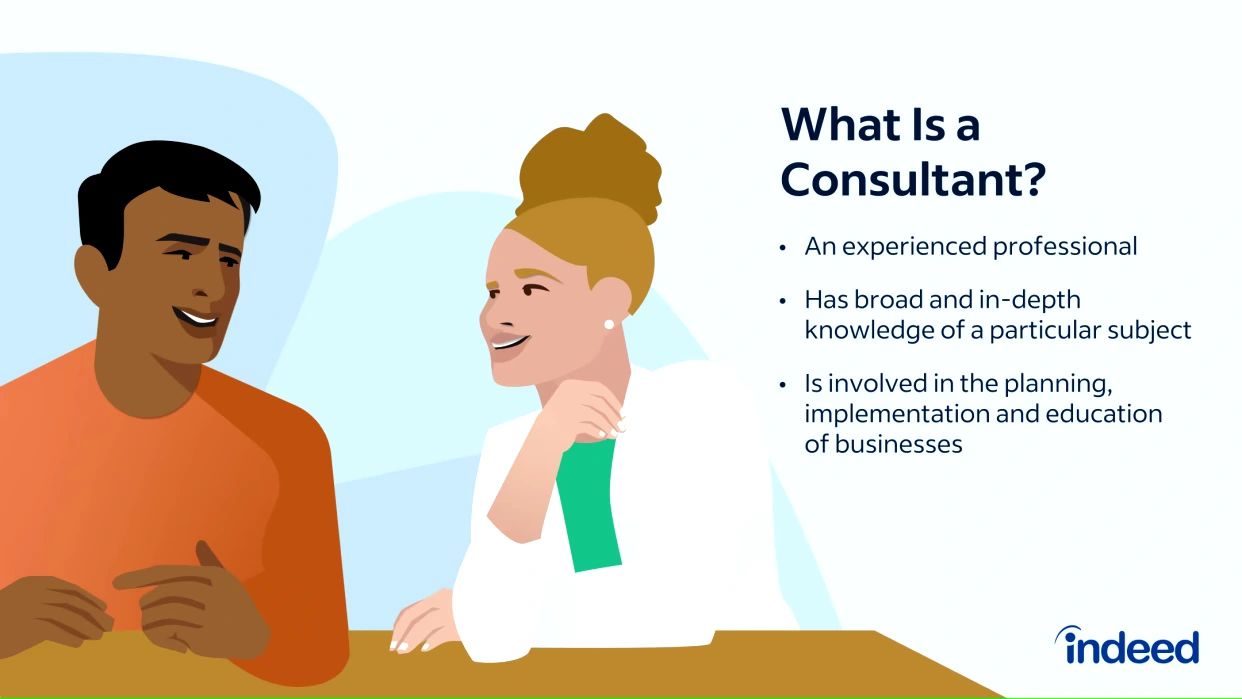 What Is a
Consultant?
• An experienced professional
• Has broad and in-depth
knowledge of a particular subject
• Is involved in the planning,
implementation and education
of businesses
indeed